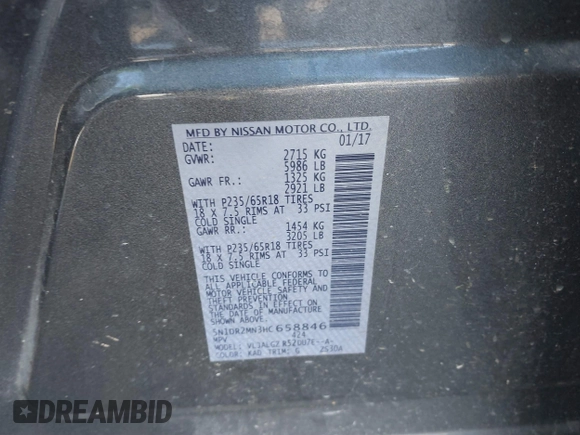 MFD BY NISSAN MOTOR CO., LTD.
DATE: 01/17
GVWR: 2715 KG
5986 LB
GAWR FR.: 1325 KG
2921 LB
WITH P235/65R18 TIRES
18 X 7.5 RIMS AT 33 PSI
COLD SINGLE
GAWR RR.: 1454 KG
3205 LB
WITH P235/65R18 TIRES
18 X 7.5 RIMS AT 33 PSI
COLD SINGLE
THIS VEHICLE CONFORMS TO
ALL APPLICABLE FEDERAL
MOTOR VEHICLE SAFETY AND
THEFT PREVENTION
STANDARDS IN EFFECT ON
THE DATE OF MANUFACTURE
SHOWN ABOVE.
5N1DR2MN3HC658846
MPV
MODEL:
COLOR: KAD TRIM: G
DREAMBID